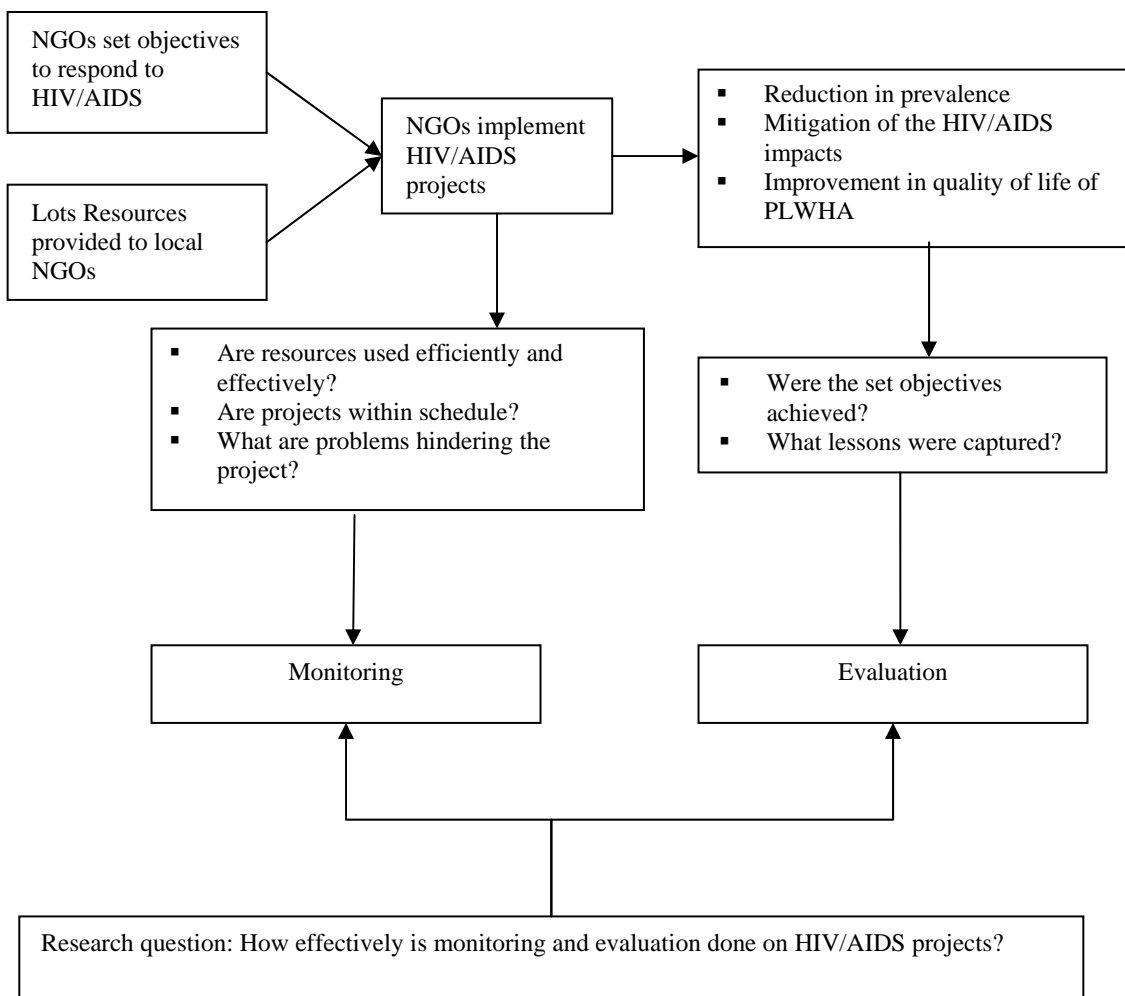 NGOs set objectives
to respond to
HIV/AIDS
Lots Resources
provided to local
NGOs
NGOs implement
HIV/AIDS
projects
▪ Reduction in prevalence
▪ Mitigation of the HIV/AIDS
impacts
▪ Improvement in quality of life of
PLWHA
▪ Are resources used efficiently and
effectively?
▪ Are projects within schedule?
▪ What are problems hindering the
project?
▪ Were the set objectives
achieved?
▪ What lessons were captured?
Monitoring
Evaluation
Research question: How effectively is monitoring and evaluation done on HIV/AIDS projects?